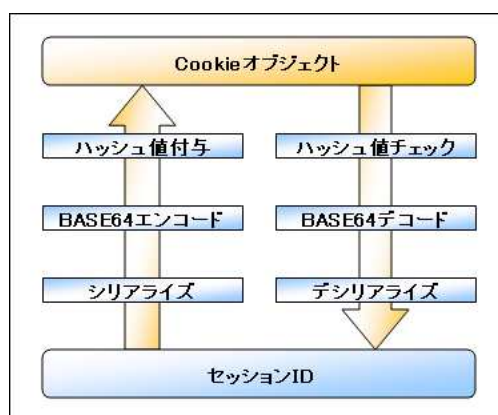 Cookieオブジェクト
ハッシュ値付与
ハッシュ値チェック
BASE64エンコード
BASE64デコード
シリアライズ
デシリアライズ
セッションID